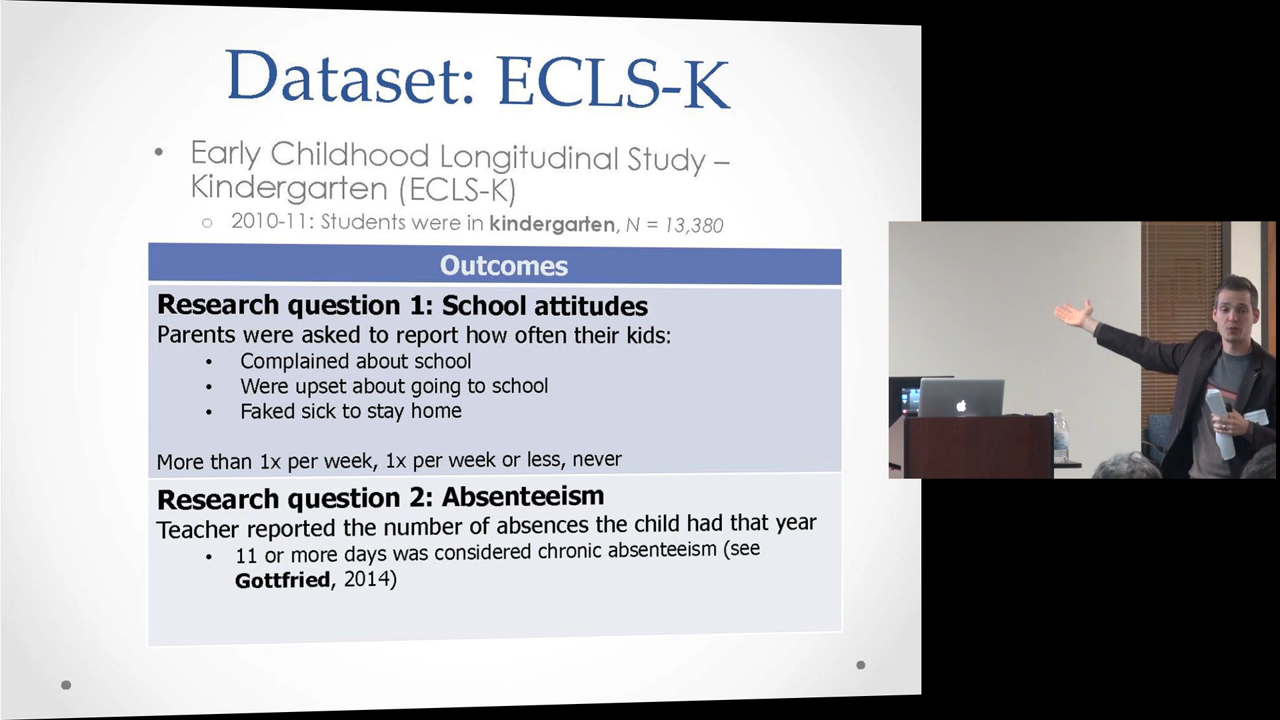 Dataset: ECLS-K
• Early Childhood Longitudinal Study –
Kindergarten (ECLS-K)
○ 2010-11: Students were in kindergarten, N = 13,380
Outcomes
Research question 1: School attitudes
Parents were asked to report how often their kids:
• Complained about school
• Were upset about going to school
• Faked sick to stay home
More than 1x per week, 1x per week or less, never
Research question 2: Absenteeism
Teacher reported the number of absences the child had that year
• 11 or more days was considered chronic absenteeism (see
Gottfried, 2014)